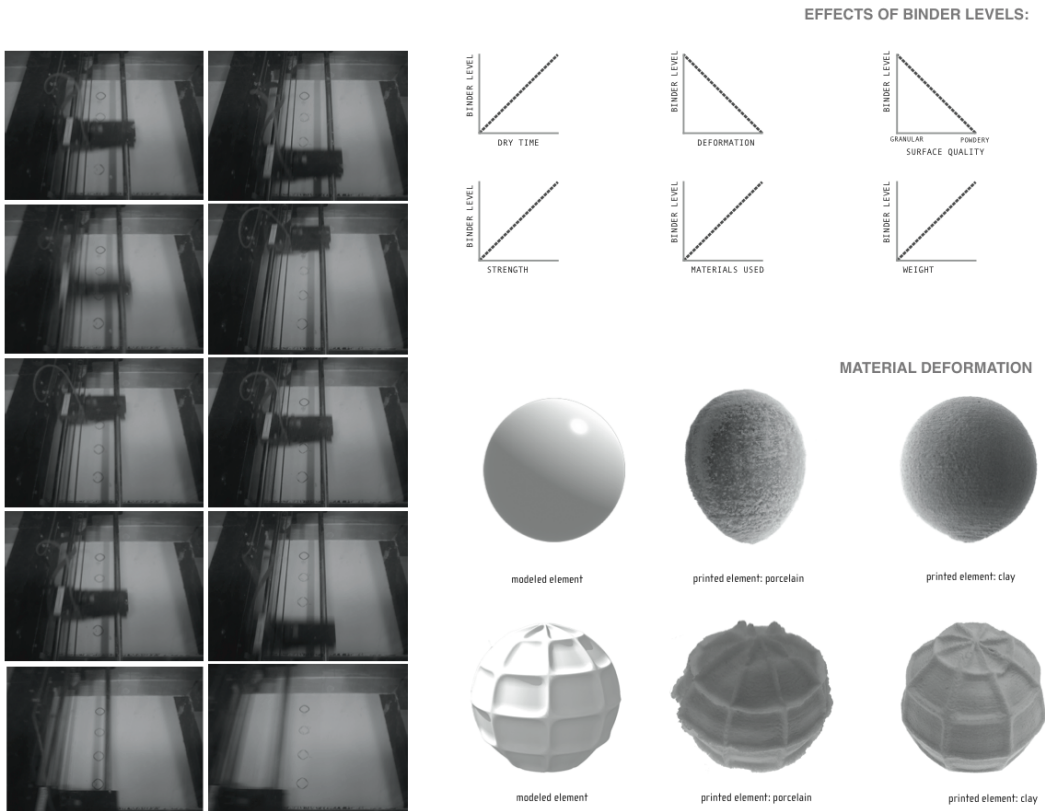 EFFECTS OF BINDER LEVELS:
BINDER LEVEL
DRY TIME
BINDER LEVEL
DEFORMATION
BINDER LEVEL
GRANULAR
POWDERY
SURFACE QUALITY
BINDER LEVEL
STRENGTH
BINDER LEVEL
MATERIALS USED
BINDER LEVEL
WEIGHT
MATERIAL DEFORMATION
modeled element
printed element: porcelain
printed element: clay
modeled element
printed element: porcelain
printed element: clay